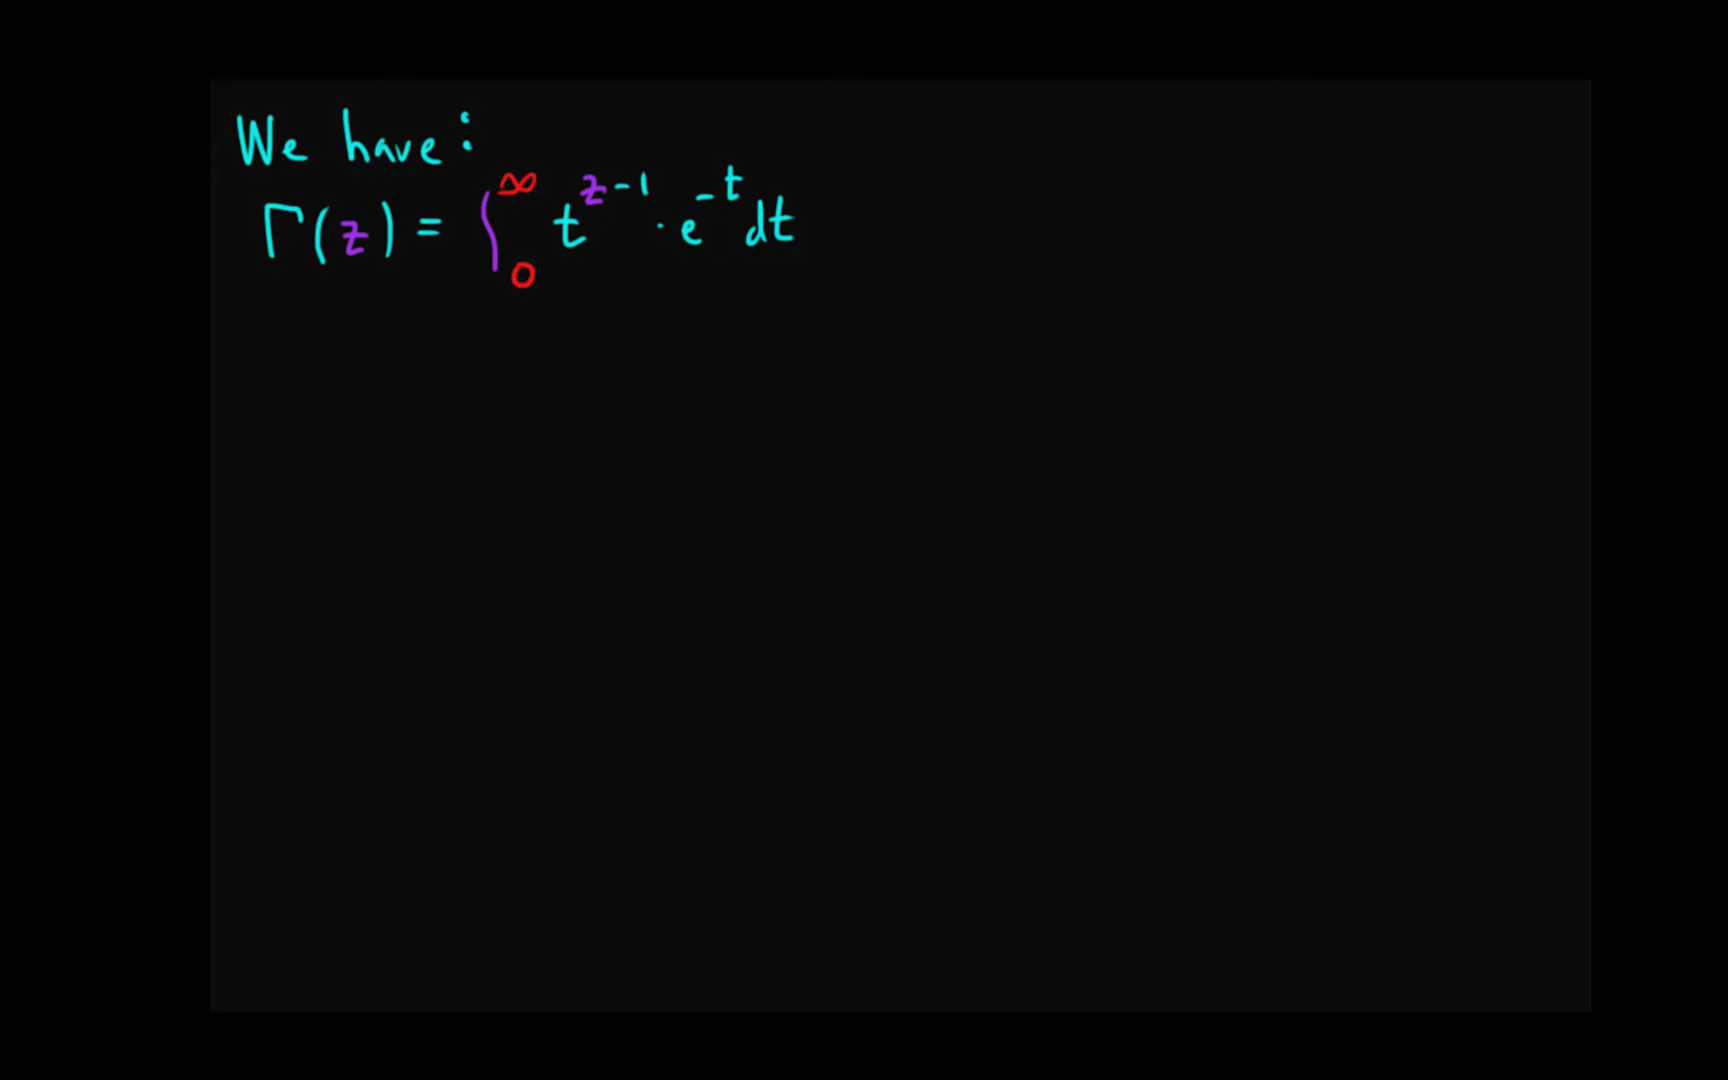 We have:
Γ(z) = ∫₀^∞ t^{z-1} · e^{-t} dt